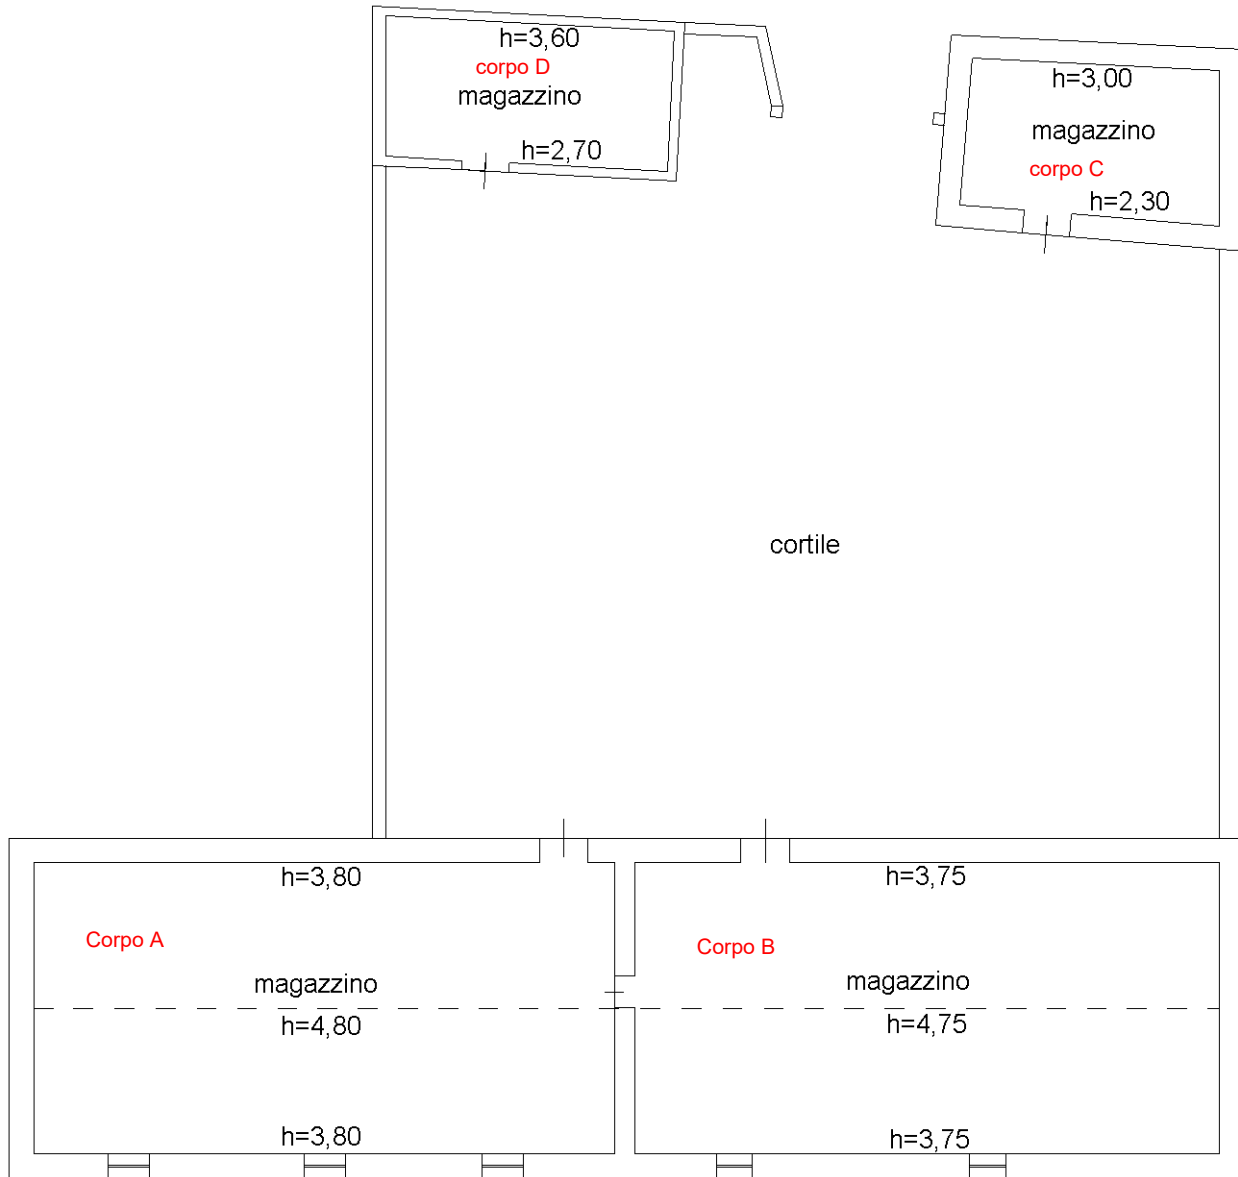 h=3,60
corpo D
magazzino
h=2,70
h=3,00
magazzino
corpo C
h=2,30
cortile
h=3,80
Corpo A
magazzino
h=4,80
h=3,80
h=3,75
Corpo B
magazzino
h=4,75
h=3,75